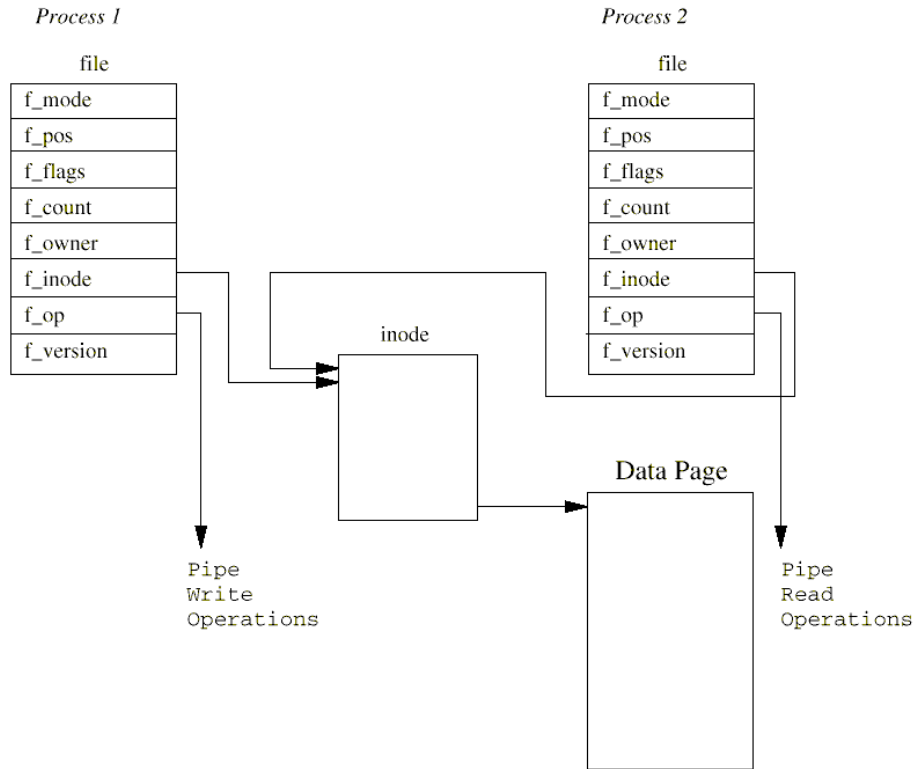 Process 1
Process 2
file
f_mode
f_pos
f_flags
f_count
f_owner
f_inode
f_op
f_version
file
f_mode
f_pos
f_flags
f_count
f_owner
f_inode
f_op
f_version
inode
Data Page
Pipe
Write
Operations
Pipe
Read
Operations